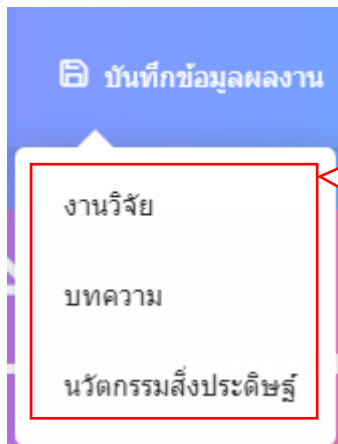 บันทึกข้อมูลผลงาน
งานวิจัย
บทความ
นวัตกรรมสิ่งประดิษฐ์